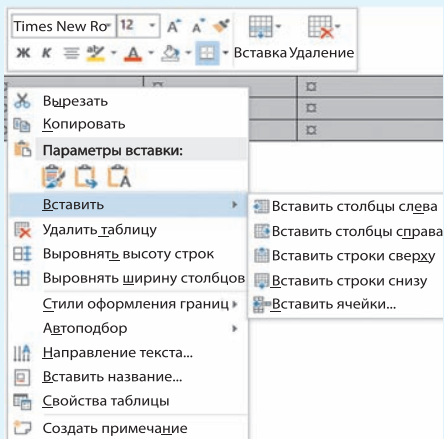 Times New Ro 12
Ж К Вставка Удаление
¤ ¤
¤
¤
Вырезать
Копировать
Параметры вставки:
Вставить
Вставить столбцы слева
Удалить таблицу
Вставить столбцы справа
Выровнять высоту строк
Вставить строки сверху
Выровнять ширину столбцов
Вставить строки снизу
Стили оформления границ
Вставить ячейки...
Автоподбор
Направление текста...
Вставить название...
Свойства таблицы
Создать примечание